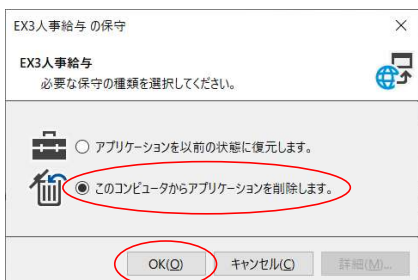 EX3人事給与 の保守
EX3人事給与
必要な保守の種類を選択してください。
アプリケーションを以前の状態に復元します。
このコンピュータからアプリケーションを削除します。
OK(O)
キャンセル(C)
詳細(M)...